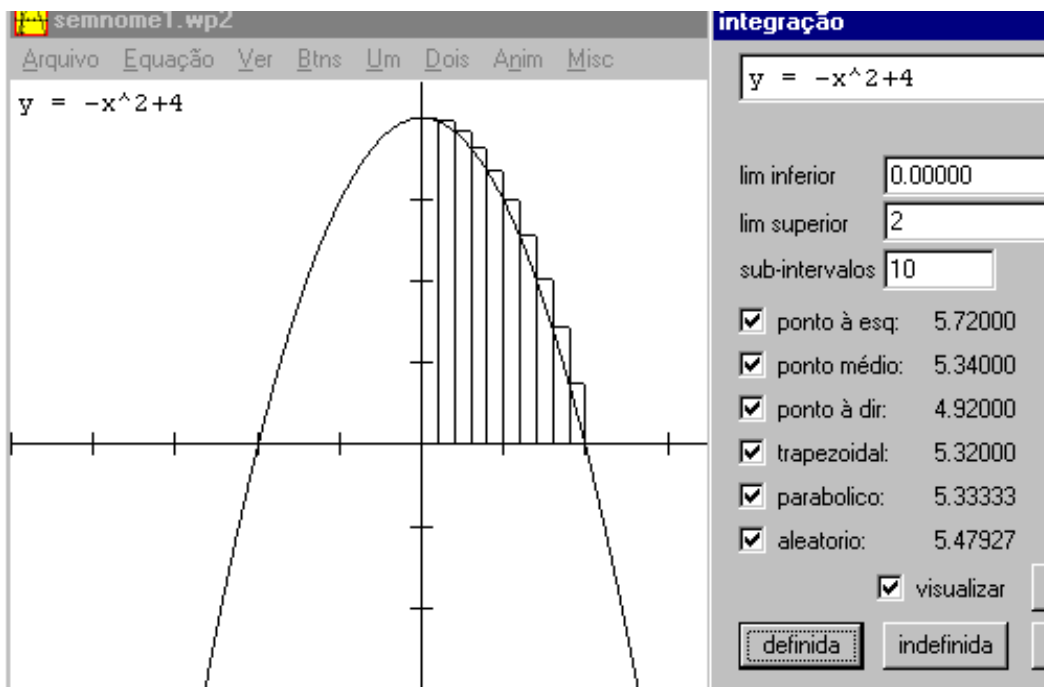 semnome1.wp2
Arquivo Equação Ver Btns Um Dois Anim Misc
y = -x^2+4
integração
y = -x^2+4
lim inferior 0.00000
lim superior 2
sub-intervalos 10
ponto à esq: 5.72000
ponto médio: 5.34000
ponto à dir: 4.92000
trapezoidal: 5.32000
parabolico: 5.33333
aleatorio: 5.47927
visualizar
definida indefinida